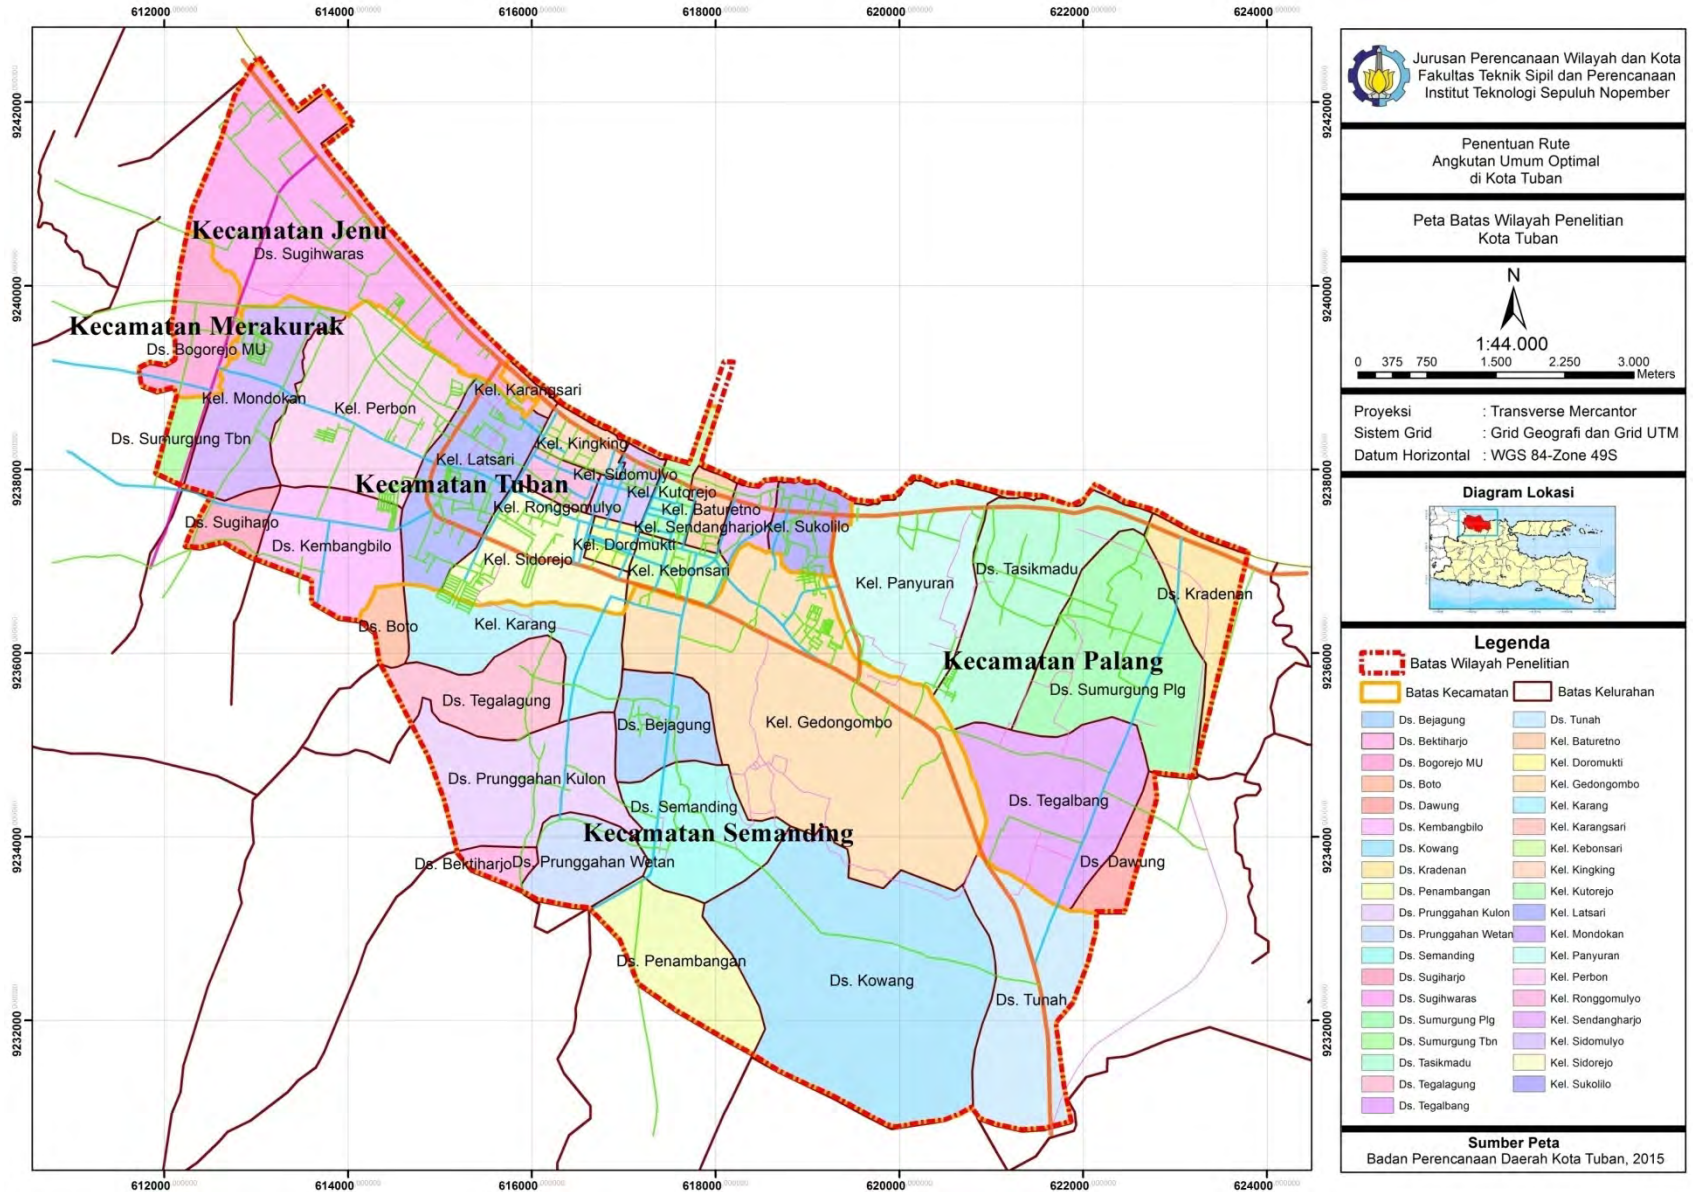 612000
614000
616000
618000
620000
622000
624000
9242000
9240000
9238000
9236000
9234000
9232000
Kecamatan Jenu
Ds. Sugihwaras
Kecamatan Merakurak
Ds. Bogorejo MU
Kel. Mondokan
Kel. Perbon
Kel. Karangsari
Ds. Sumurgung Tbn
Kel. Kingking
Kel. Latsari
Kel. Sidomulyo
Kecamatan Tuban
Kel. Kutorejo
Kel. Ronggomulyo
Kel. Baturetno
Ds. Sugiharjo
Kel. Sendangharjo
Kel. Sukolilo
Ds. Kembangbilo
Kel. Doromukti
Kel. Sidorejo
Kel. Kebonsari
Kel. Panyuran
Ds. Tasikmadu
Ds. Kradenan
Ds. Boto
Kel. Karang
Kecamatan Palang
Ds. Sumurgung Plg
Ds. Tegalagung
Ds. Bejagung
Kel. Gedongombo
Ds. Prunggahan Kulon
Ds. Semanding
Ds. Tegalbang
Kecamatan Semanding
Ds. Bektiharjo
Ds. Prunggahan Wetan
Ds. Dawung
Ds. Penambangan
Ds. Kowang
Ds. Tunah
9242000
9240000
9238000
9236000
9234000
9232000
612000
614000
616000
618000
620000
622000
624000
Jurusan Perencanaan Wilayah dan Kota
Fakultas Teknik Sipil dan Perencanaan
Institut Teknologi Sepuluh Nopember
Penentuan Rute
Angkutan Umum Optimal
di Kota Tuban
Peta Batas Wilayah Penelitian
Kota Tuban
N
1:44.000
0 375 750 1.500 2.250 3.000
Meters
Proyeksi : Transverse Mercantor
Sistem Grid : Grid Geografi dan Grid UTM
Datum Horizontal : WGS 84-Zone 49S
Diagram Lokasi
Legenda
Batas Wilayah Penelitian
Batas Kecamatan
Batas Kelurahan
Ds. Bejagung
Ds. Bektiharjo
Ds. Bogorejo MU
Ds. Boto
Ds. Dawung
Ds. Kembangbilo
Ds. Kowang
Ds. Kradenan
Ds. Penambangan
Ds. Prunggahan Kulon
Ds. Prunggahan Wetan
Ds. Semanding
Ds. Sugiharjo
Ds. Sugihwaras
Ds. Sumurgung Plg
Ds. Sumurgung Tbn
Ds. Tasikmadu
Ds. Tegalagung
Ds. Tegalbang
Ds. Tunah
Kel. Baturetno
Kel. Doromukti
Kel. Gedongombo
Kel. Karang
Kel. Karangsari
Kel. Kebonsari
Kel. Kingking
Kel. Kutorejo
Kel. Latsari
Kel. Mondokan
Kel. Panyuran
Kel. Perbon
Kel. Ronggomulyo
Kel. Sendangharjo
Kel. Sidomulyo
Kel. Sidorejo
Kel. Sukolilo
Sumber Peta
Badan Perencanaan Daerah Kota Tuban, 2015